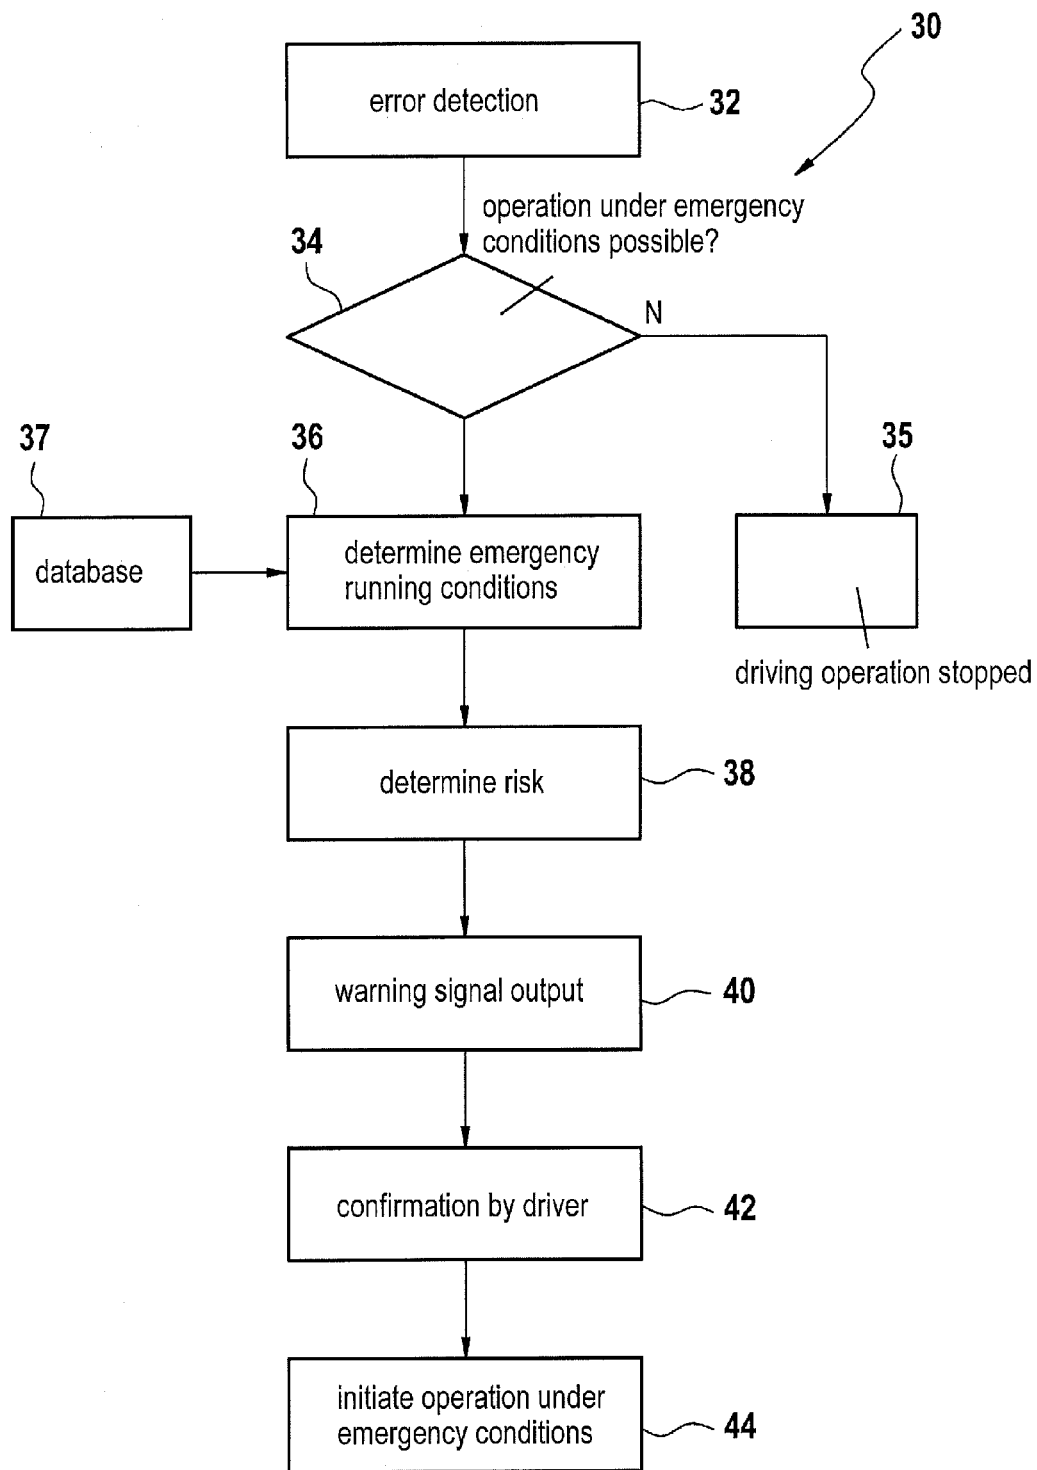 30
error detection
32
operation under emergency
conditions possible?
34
N
37
36
35
database
determine emergency
running conditions
driving operation stopped
determine risk
38
warning signal output
40
confirmation by driver
42
initiate operation under
emergency conditions
44